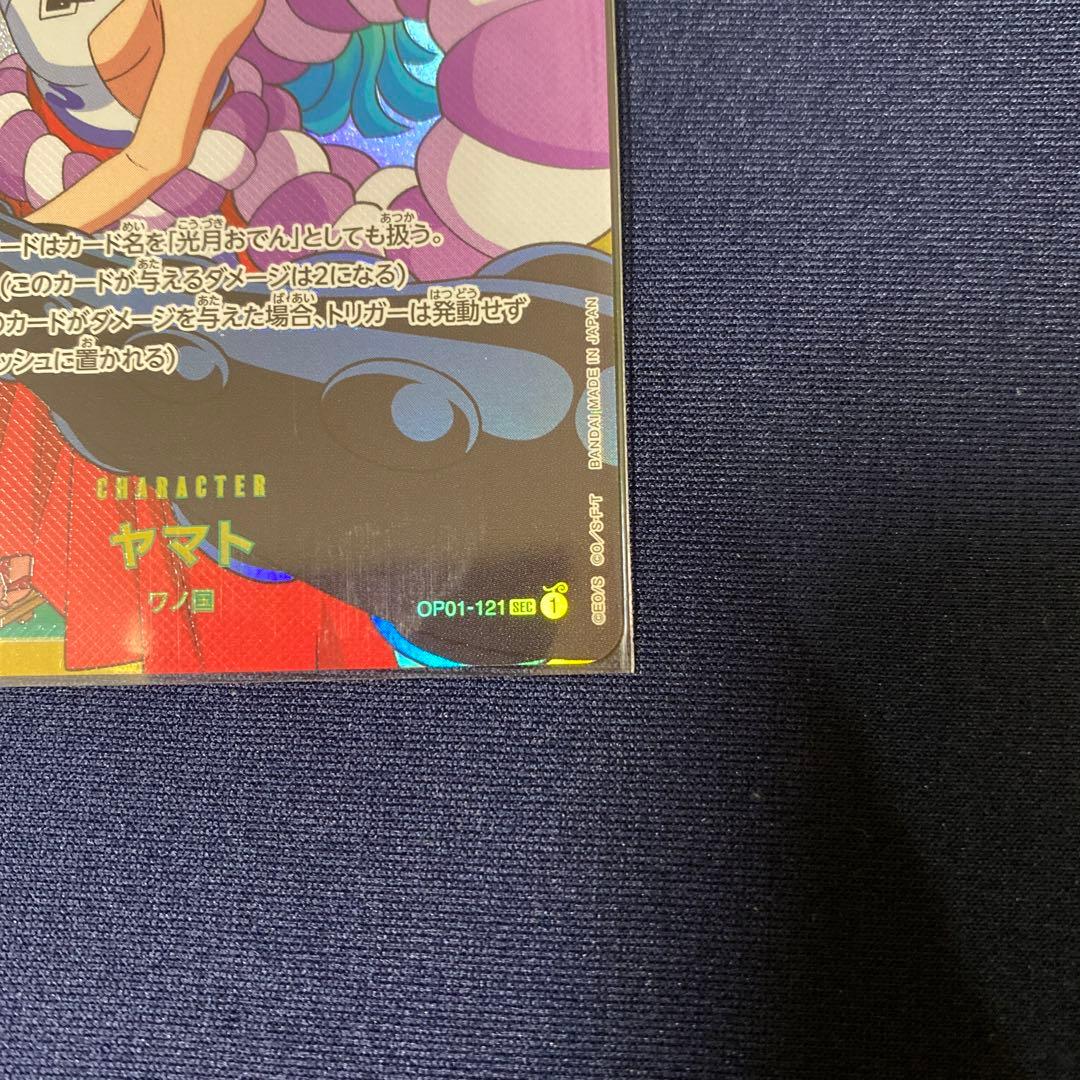 ードはカード名を「光月おでん」としても扱う。
(このカードが与えるダメージは2になる)
のカードがダメージを与えた場合、トリガーは発動せず
ッシュに置かれる)
CHARACTER
ヤマト
ワノ国
OP01-121 SEC 1
©EO/S ©O/S・F・T BANDAI MADE IN JAPAN